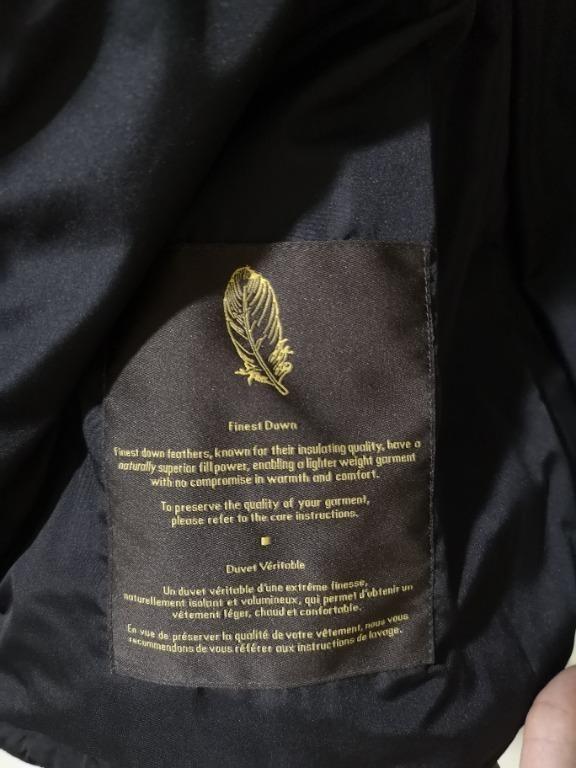 Finest Down
Finest down feathers, known for their insulating quality, have a
naturally superior fill power, enabling a lighter weight garment
with no compromise in warmth and comfort.
To preserve the quality of your garment,
please refer to the care instructions.
Duvet Véritable
Un duvet véritable d'une extrême finesse,
naturellement isolant et volumineux, qui permet d'obtenir un
vêtement léger, chaud et confortable.
En vue de préserver la qualité de votre vêtement, nous vous
recommendons de vous référer aux instructions de lavage.